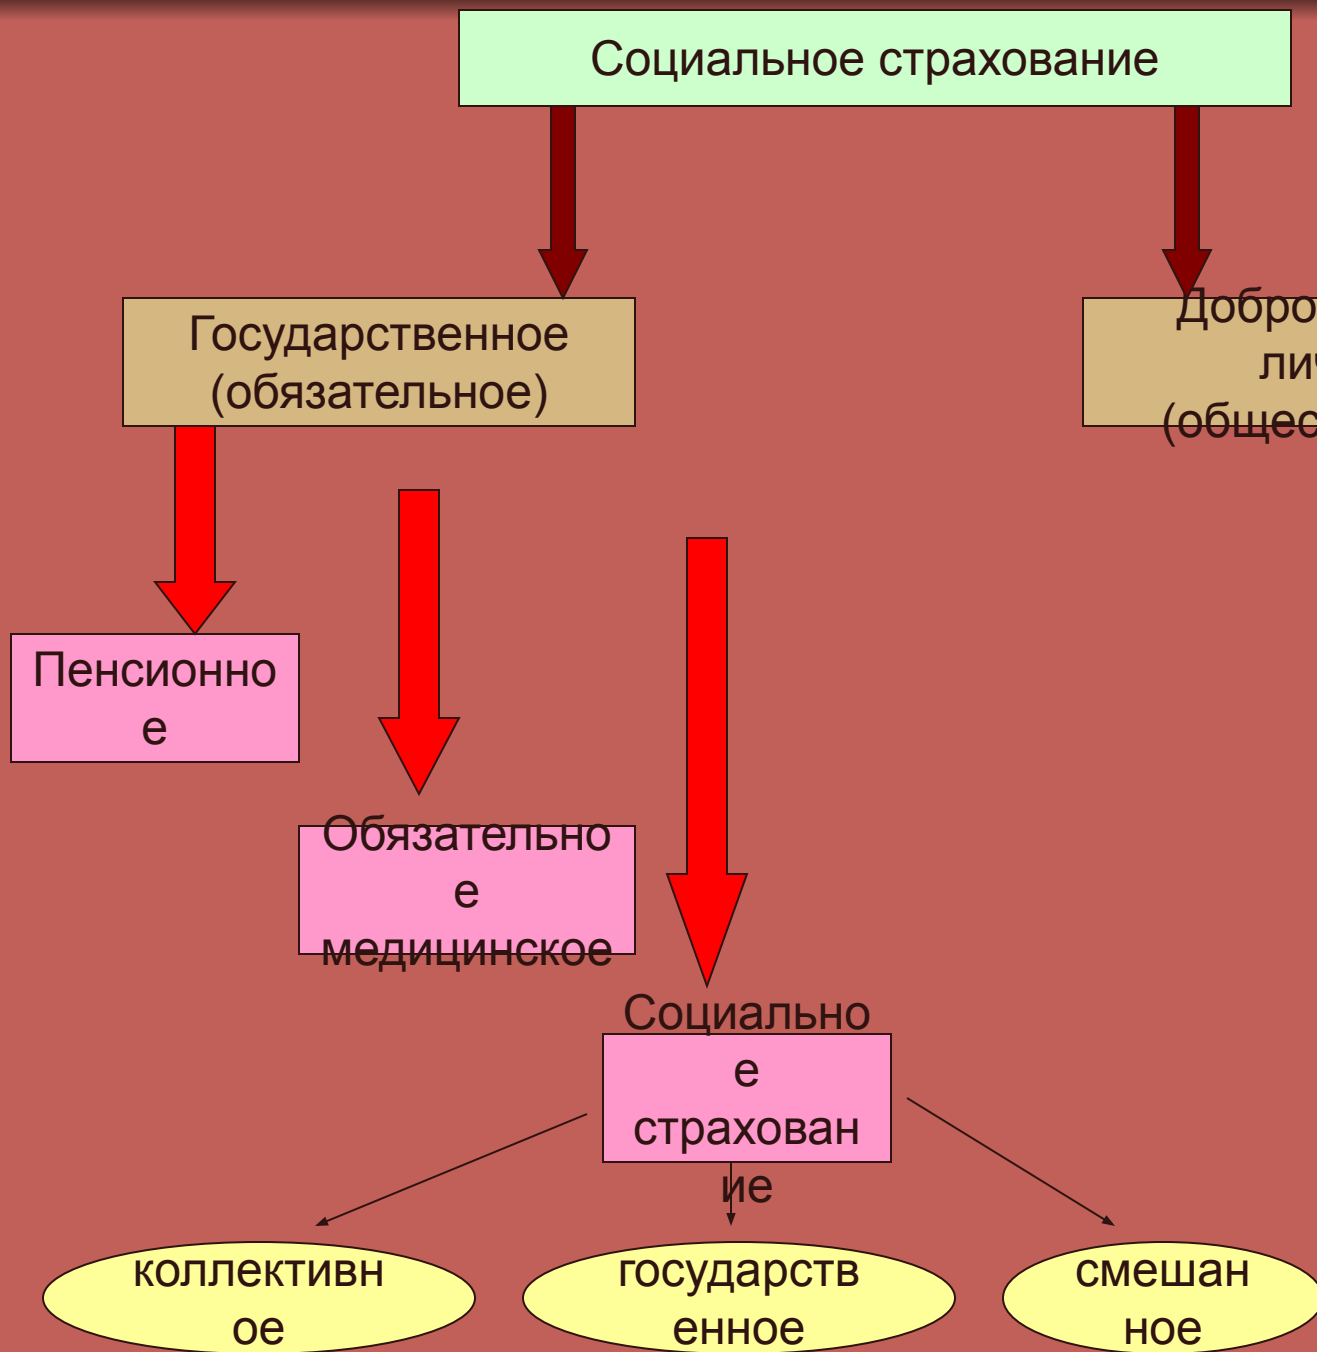 Социальное страхование
Государственное
(обязательное)
Пенсионно
е
Обязательно
е
медицинское
Социально
е
страхован
ие
коллективн
ое
государств
енное
смешан
ное